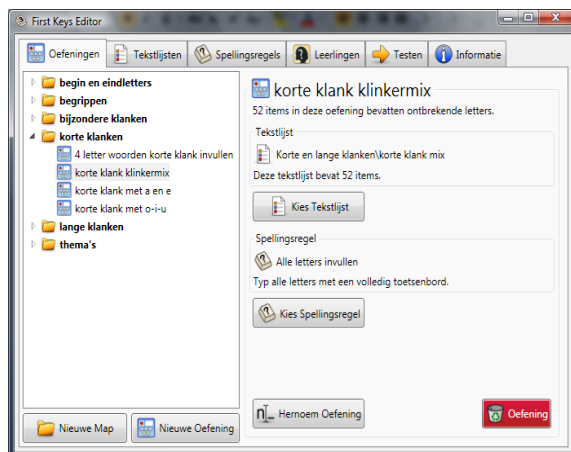 First Keys Editor
Oefeningen Tekstlijsten Spellingsregels Leerlingen Testen Informatie
begin en eindletters
begrippen
bijzondere klanken
korte klanken
4 letter woorden korte klank invullen
korte klank klinkermix
korte klank met a en e
korte klank met o-i-u
lange klanken
thema's
Nieuwe Map Nieuwe Oefening
korte klank klinkermix
52 items in deze oefening bevatten ontbrekende letters.
Tekstlijst
Korte en lange klanken\korte klank mix
Deze tekstlijst bevat 52 items.
Kies Tekstlijst
Spellingsregel
Alle letters invullen
Typ alle letters met een volledig toetsenbord.
Kies Spellingsregel
Hernoem Oefening Oefening